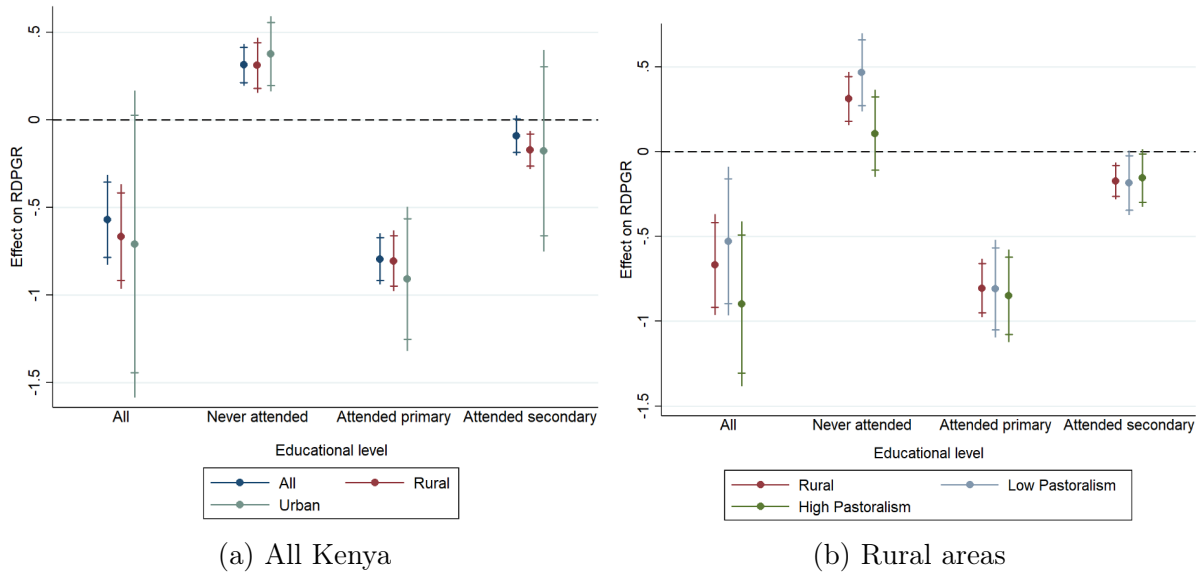 .5
0
-.5
-1
-1.5
Effect on RDPGR
All
Never attended
Attended primary
Attended secondary
Educational level
All
Rural
Urban
(a) All Kenya
.5
0
-.5
-1
-1.5
Effect on RDPGR
All
Never attended
Attended primary
Attended secondary
Educational level
Rural
Low Pastoralism
High Pastoralism
(b) Rural areas